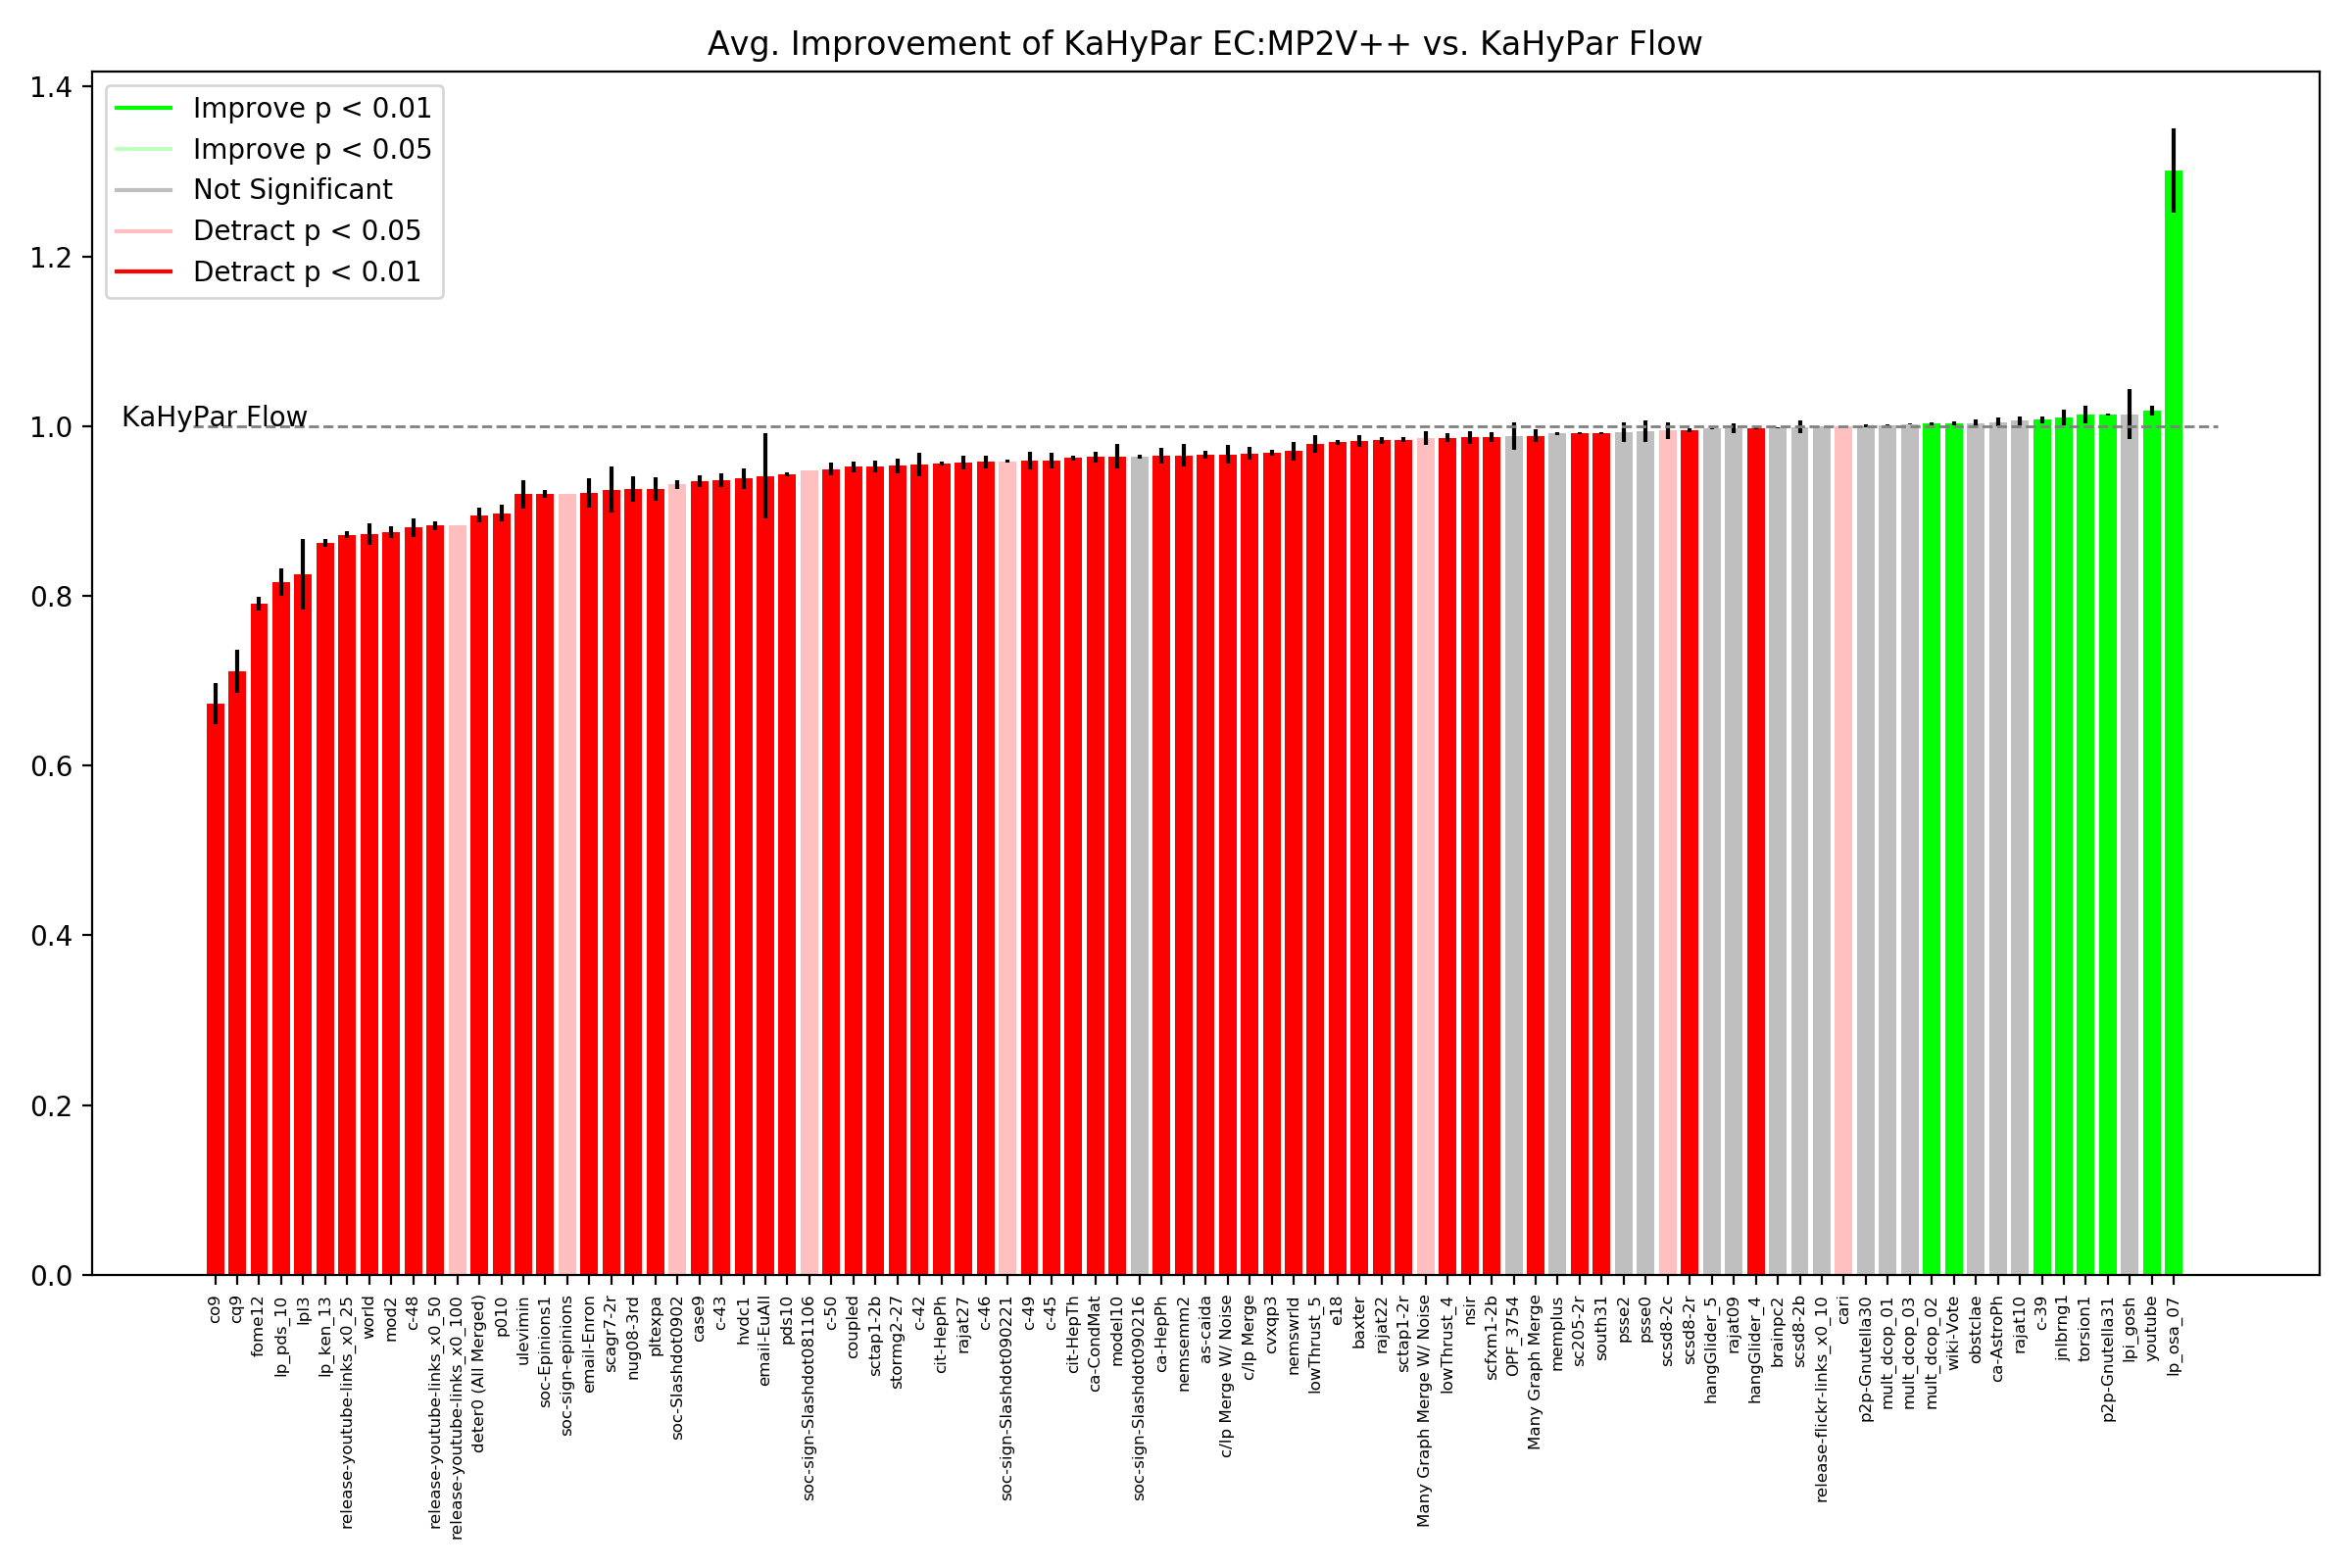 Avg. Improvement of KaHyPar EC:MP2V++ vs. KaHyPar Flow
Improve p < 0.01
Improve p < 0.05
Not Significant
Detract p < 0.05
Detract p < 0.01
1.4
1.2
1.0
0.8
0.6
0.4
0.2
0.0
KaHyPar Flow
co9
cq9
fome12
lp_pds_10
lpl3
lp_ken_13
release-youtube-links_x0_25
world
mod2
c-48
release-youtube-links_x0_50
release-youtube-links_x0_100
deter0 (All Merged)
p010
ulevimin
soc-Epinions1
soc-sign-epinions
email-Enron
scagr7-2r
nug08-3rd
pltexpa
soc-Slashdot0902
case9
c-43
hvdc1
email-EuAll
pds10
soc-sign-Slashdot081106
c-50
coupled
sctap1-2b
stormg2-27
c-42
cit-HepPh
rajat27
c-46
soc-sign-Slashdot090221
c-49
c-45
cit-HepTh
ca-CondMat
model10
soc-sign-Slashdot090216
ca-HepPh
nemsemm2
as-caida
c/lp Merge W/ Noise
c/lp Merge
cvxqp3
nemswrld
lowThrust_5
e18
baxter
rajat22
sctap1-2r
Many Graph Merge W/ Noise
lowThrust_4
nsir
scfxm1-2b
OPF_3754
Many Graph Merge
memplus
sc205-2r
south31
psse2
psse0
scsd8-2c
scsd8-2r
hangGlider_5
rajat09
hangGlider_4
brainpc2
scsd8-2b
release-flickr-links_x0_10
cari
p2p-Gnutella30
mult_dcop_01
mult_dcop_03
mult_dcop_02
wiki-Vote
obstclae
ca-AstroPh
rajat10
c-39
jnlbrng1
torsion1
p2p-Gnutella31
lpi_gosh
youtube
lp_osa_07